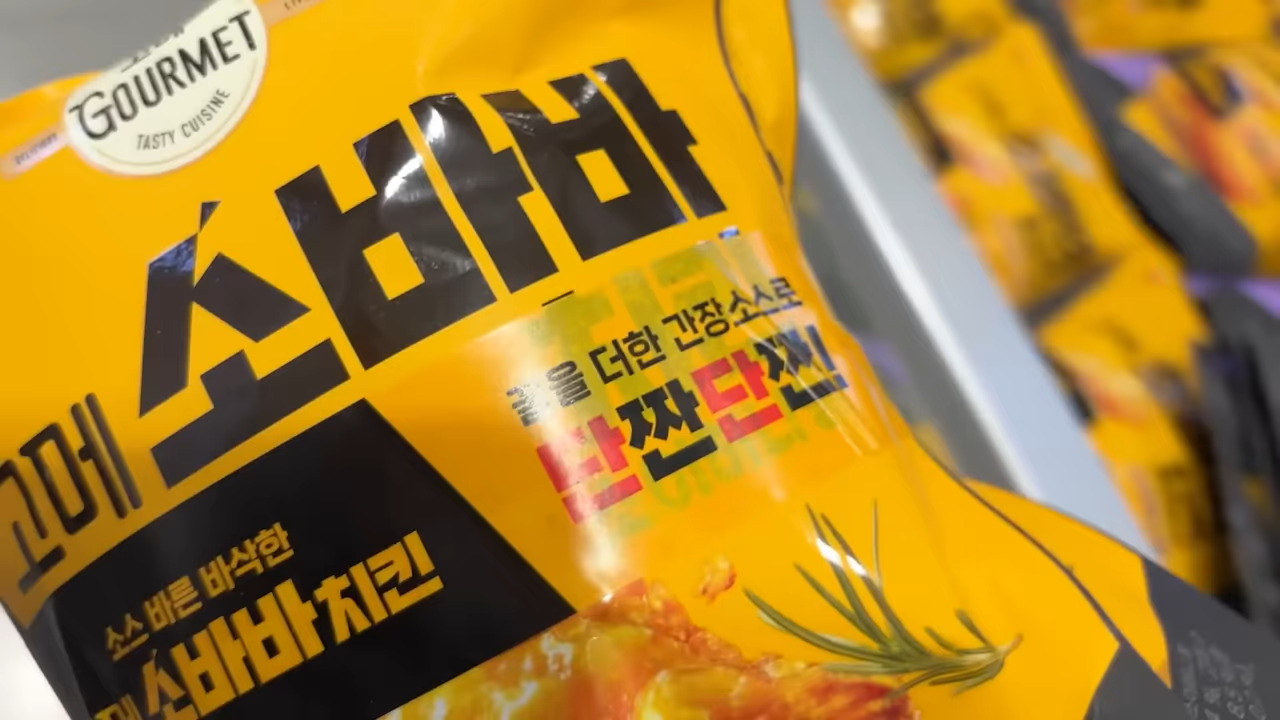 GOURMET
TASTY CUISINE
고메 소바바
꿀을 더한 간장소스로
단짠단짠!
소스 바른 바삭한
소바바치킨